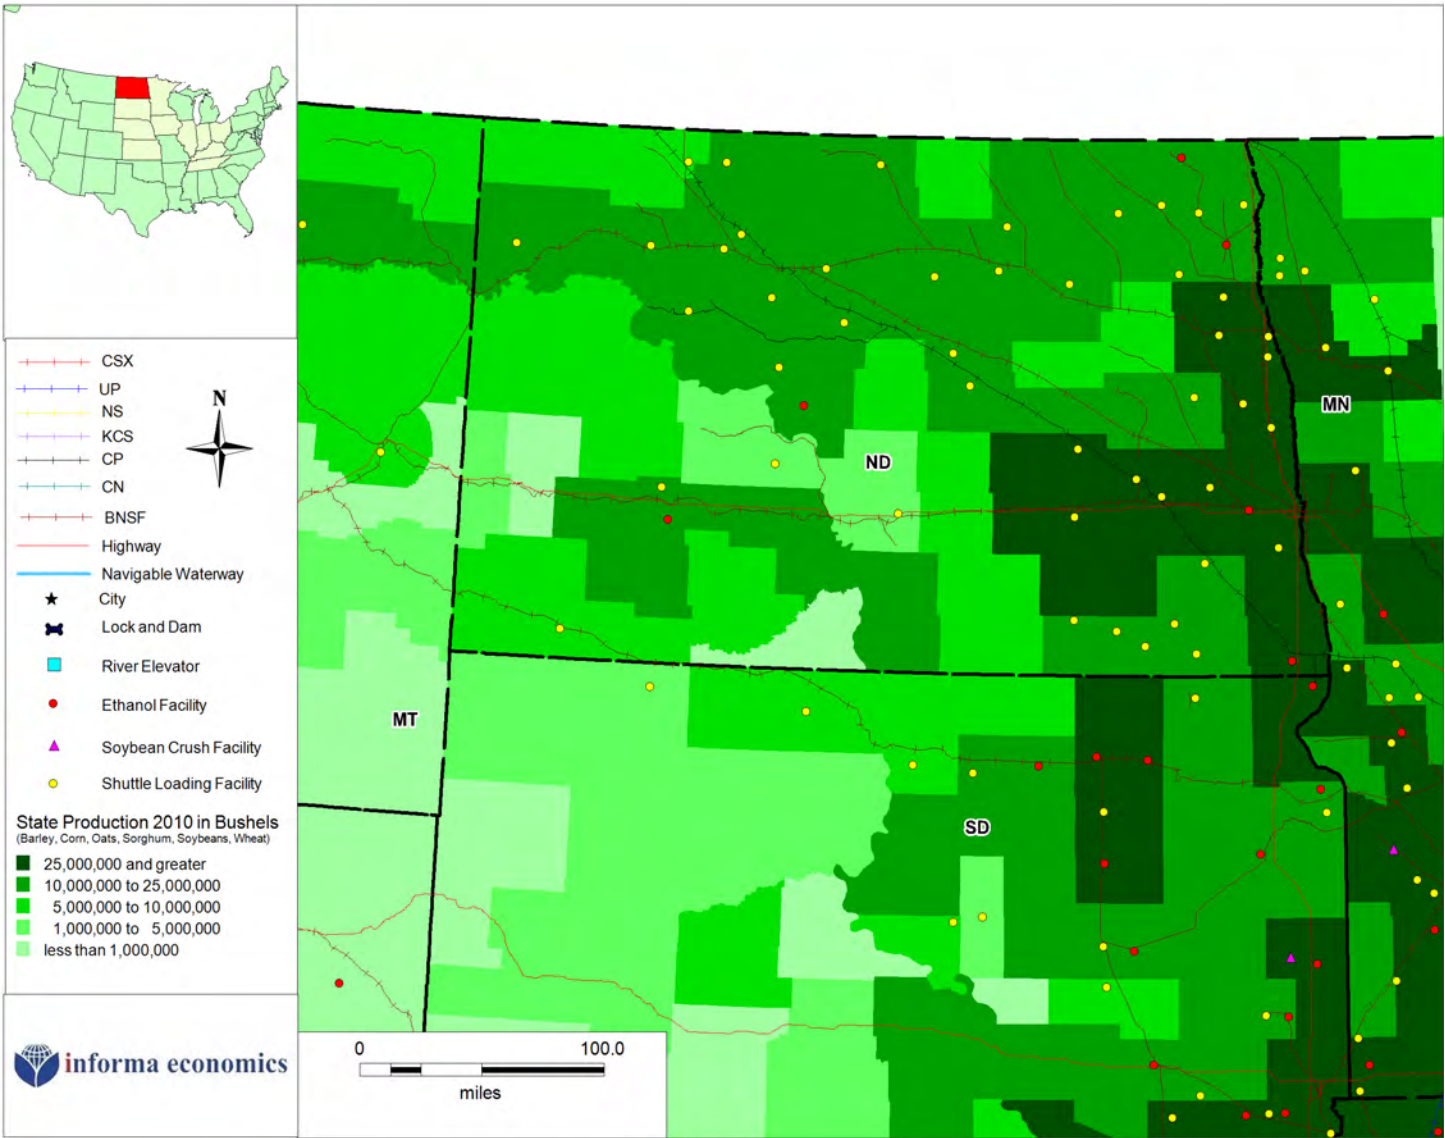 CSX
UP
NS
KCS
CP
CN
BNSF
Highway
Navigable Waterway
City
Lock and Dam
River Elevator
Ethanol Facility
Soybean Crush Facility
Shuttle Loading Facility
N
State Production 2010 in Bushels
(Barley, Corn, Oats, Sorghum, Soybeans, Wheat)
25,000,000 and greater
10,000,000 to 25,000,000
5,000,000 to 10,000,000
1,000,000 to 5,000,000
less than 1,000,000
informa economics
MN
ND
MT
SD
0 100.0
miles